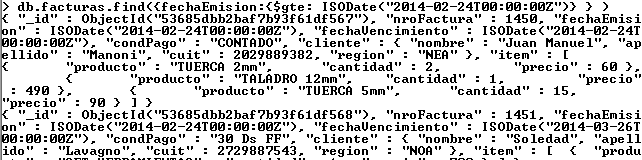 > db.facturas.find({fechaEmision:{$gte: ISODate("2014-02-24T00:00:00Z")} } )
{ "_id" : ObjectId("53685dbb2baf7b93f61df567"), "nroFactura" : 1450, "fechaEmisi
on" : ISODate("2014-02-24T00:00:00Z"), "fechaVencimiento" : ISODate("2014-02-24T
00:00:00Z"), "condPago" : "CONTADO", "cliente" : { "nombre" : "Juan Manuel", "ap
ellido" : "Manoni", "cuit" : 2029889382, "region" : "NEA" }, "item" : [
{ "producto" : "TUERCA 2mm", "cantidad" : 2, "precio" : 60 },
{ "producto" : "TALADRO 12mm", "cantidad" : 1, "precio"
: 490 }, { "producto" : "TUERCA 5mm", "cantidad" : 15,
"precio" : 90 } ] }
{ "_id" : ObjectId("53685dbb2baf7b93f61df568"), "nroFactura" : 1451, "fechaEmisi
on" : ISODate("2014-02-24T00:00:00Z"), "fechaVencimiento" : ISODate("2014-03-26T
00:00:00Z"), "condPago" : "30 Ds FF", "cliente" : { "nombre" : "Soledad", "apell
ido" : "Lavagno", "cuit" : 2729887543, "region" : "NOA" }, "item" : [ { "prod